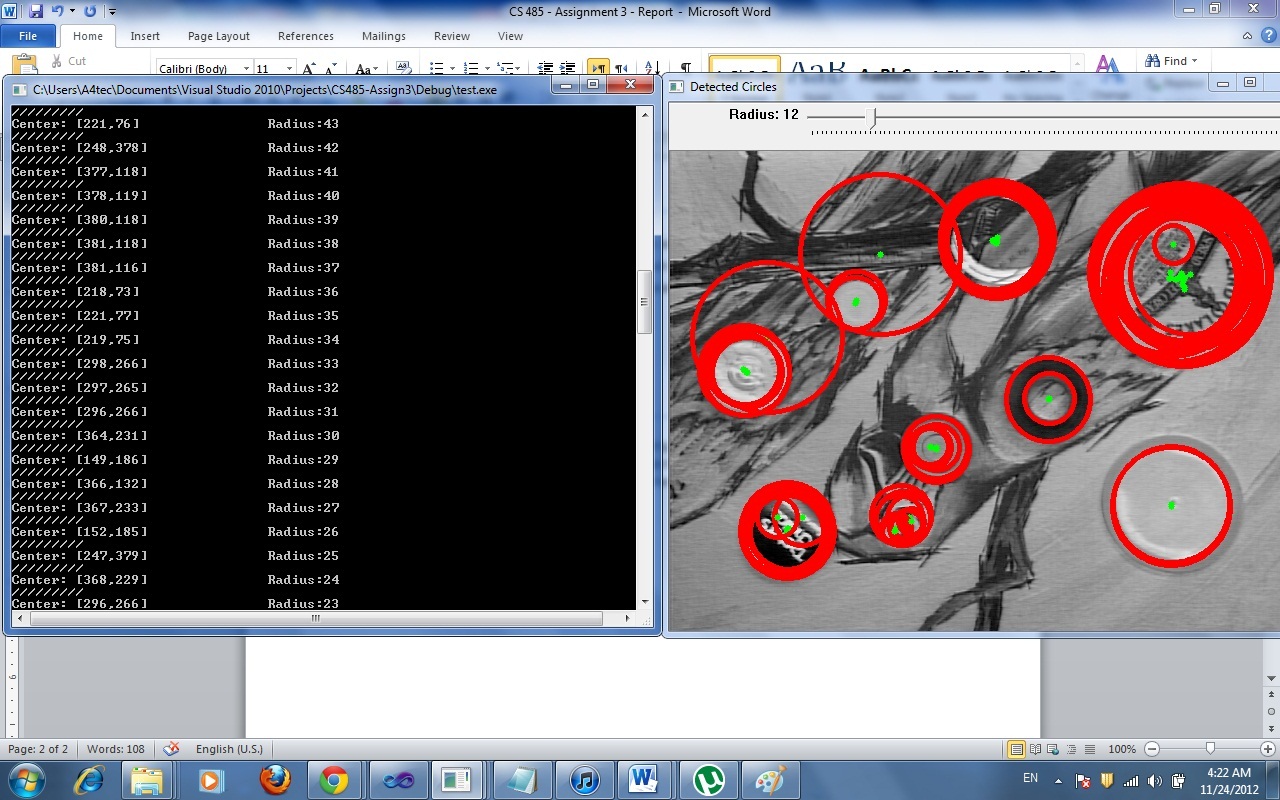 CS 485 - Assignment 3 - Report - Microsoft Word
File Home Insert Page Layout References Mailings Review View
Cut
Calibri (Body) 11
Find
C:\Users\A4tec\Documents\Visual Studio 2010\Projects\CS485-Assign3\Debug\test.exe
//////////
Center: [221,76] Radius:43
//////////
Center: [248,378] Radius:42
//////////
Center: [377,118] Radius:41
//////////
Center: [378,119] Radius:40
//////////
Center: [380,118] Radius:39
//////////
Center: [381,118] Radius:38
//////////
Center: [381,116] Radius:37
//////////
Center: [218,73] Radius:36
//////////
Center: [221,77] Radius:35
//////////
Center: [219,75] Radius:34
//////////
Center: [298,266] Radius:33
//////////
Center: [297,265] Radius:32
//////////
Center: [296,266] Radius:31
//////////
Center: [364,231] Radius:30
//////////
Center: [149,186] Radius:29
//////////
Center: [366,132] Radius:28
//////////
Center: [367,233] Radius:27
//////////
Center: [152,185] Radius:26
//////////
Center: [247,379] Radius:25
//////////
Center: [368,229] Radius:24
//////////
Center: [296,266] Radius:23
Detected Circles
Radius: 12
Page: 2 of 2 Words: 108 English (U.S.) 100%
EN
4:22 AM
11/24/2012